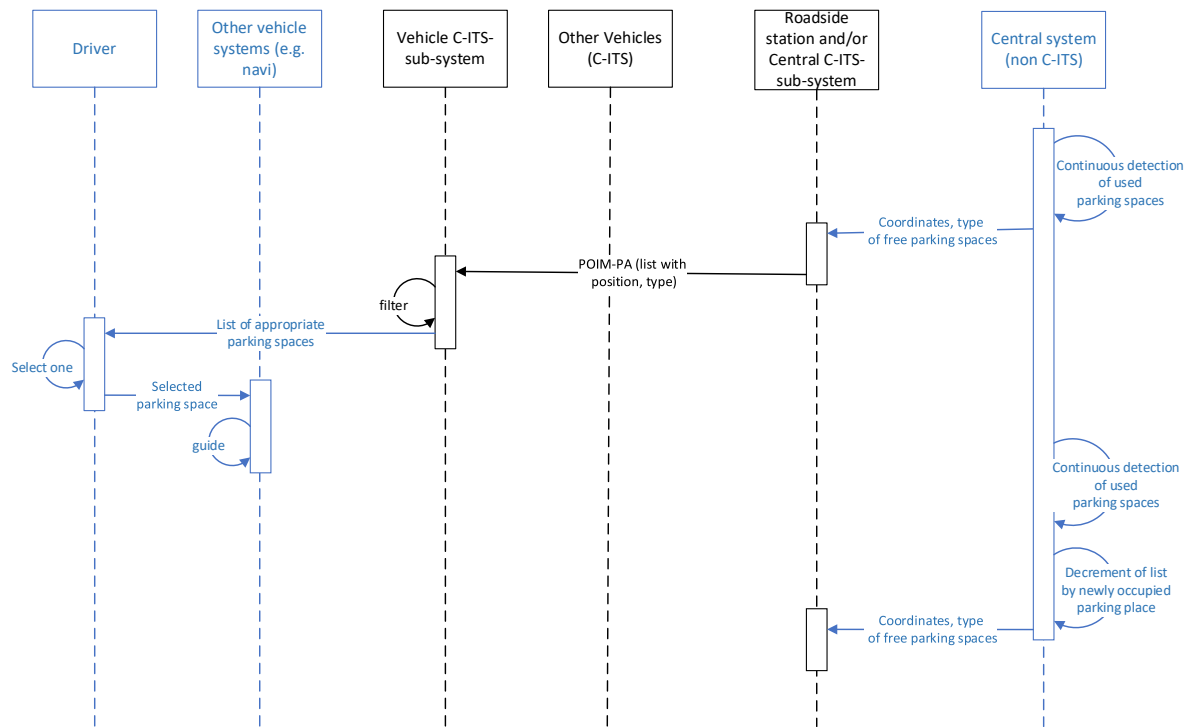 Driver
Other vehicle
systems (e.g.
navi)
Vehicle C-ITS-
sub-system
Other Vehicles
(C-ITS)
Roadside
station and/or
Central C-ITS-
sub-system
Central system
(non C-ITS)
Continuous detection
of used
parking spaces
Coordinates, type
of free parking spaces
POIM-PA (list with
position, type)
filter
List of appropriate
parking spaces
Select one
Selected
parking space
guide
Continuous detection
of used
parking spaces
Decrement of list
by newly occupied
parking place
Coordinates, type
of free parking spaces